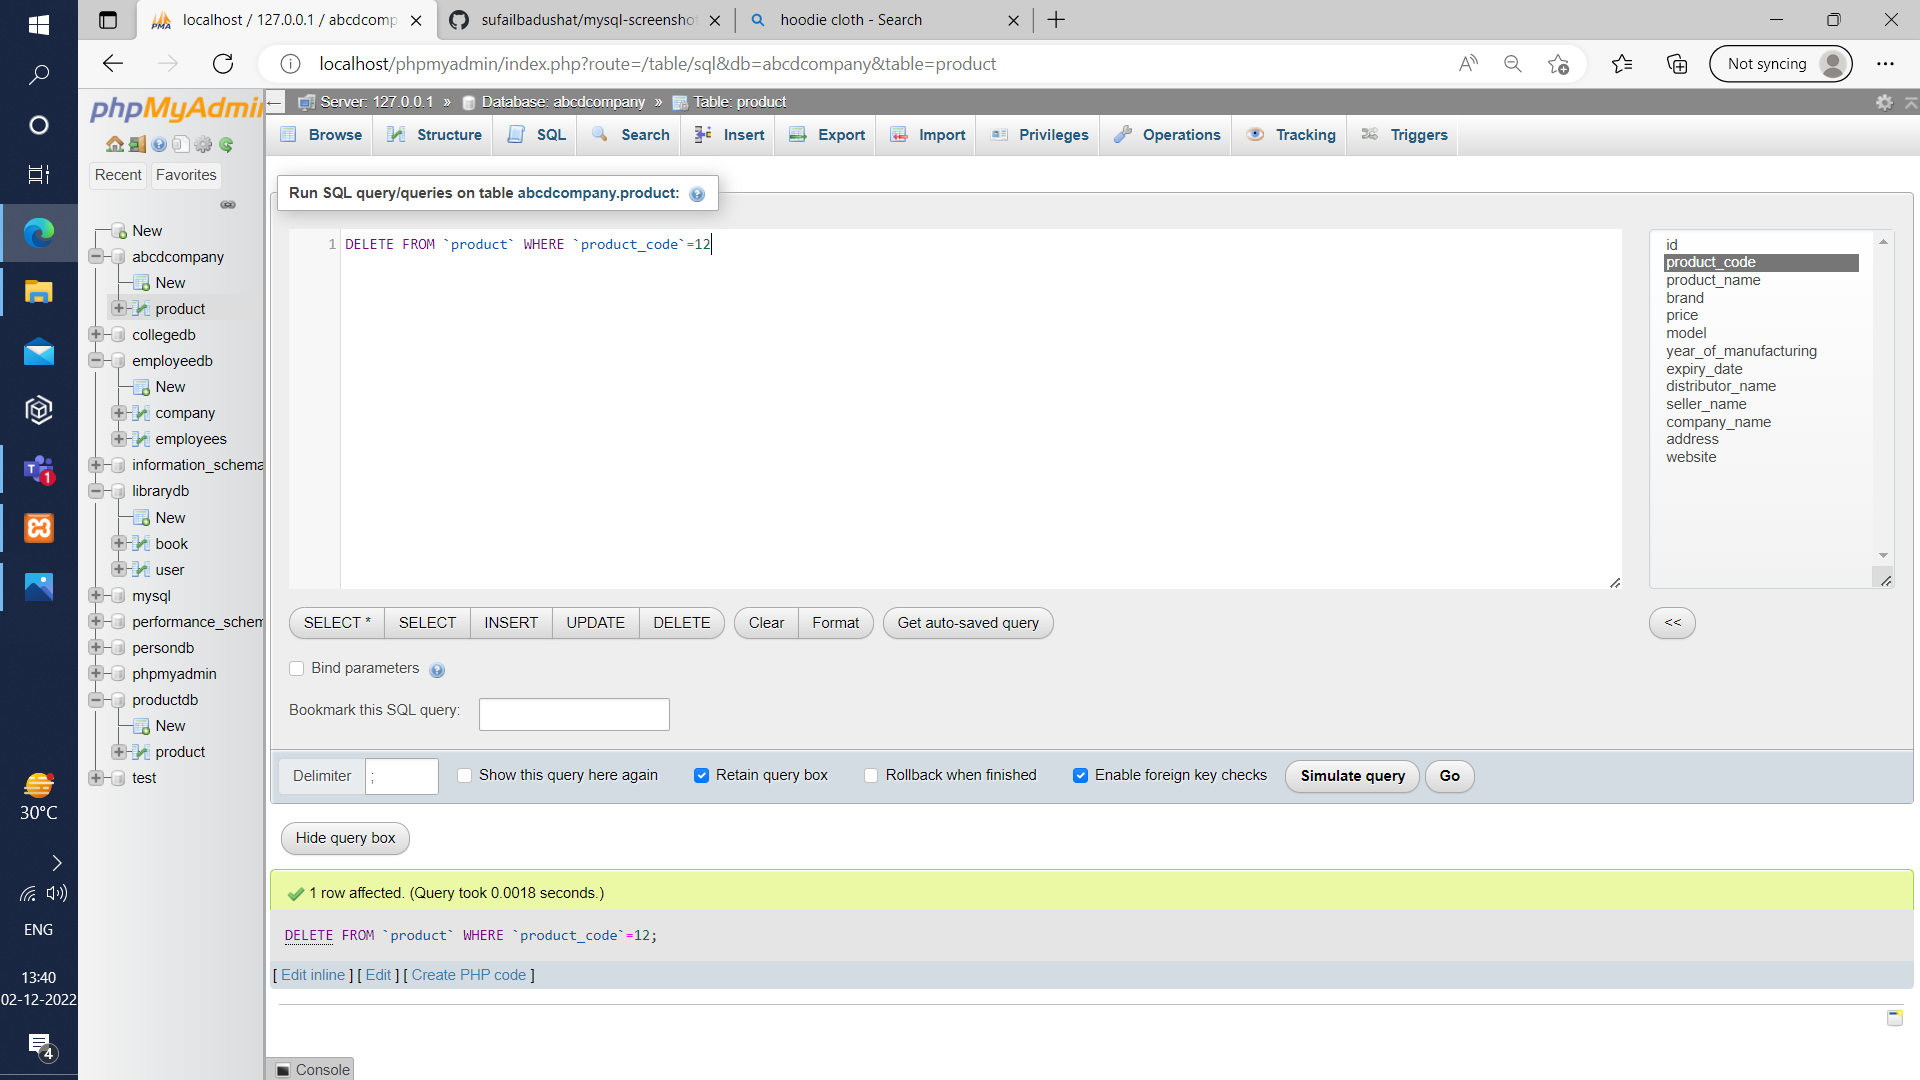 localhost / 127.0.0.1 / abcdcomp
sufailbadushat/mysql-screensho
hoodie cloth - Search
localhost/phpmyadmin/index.php?route=/table/sql&db=abcdcompany&table=product
Not syncing
phpMyAdmin
Server: 127.0.0.1 » Database: abcdcompany » Table: product
Browse Structure SQL Search Insert Export Import Privileges Operations Tracking Triggers
Recent Favorites
New
abcdcompany
New
product
collegedb
employeedb
New
company
employees
information_schema
librarydb
New
book
user
mysql
performance_schem
persondb
phpmyadmin
productdb
New
product
test
Run SQL query/queries on table abcdcompany.product:
1 DELETE FROM `product` WHERE `product_code`=12
id
product_code
product_name
brand
price
model
year_of_manufacturing
expiry_date
distributor_name
seller_name
company_name
address
website
SELECT * SELECT INSERT UPDATE DELETE Clear Format Get auto-saved query <<
Bind parameters
Bookmark this SQL query:
Delimiter ; Show this query here again Retain query box Rollback when finished Enable foreign key checks Simulate query Go
Hide query box
1 row affected. (Query took 0.0018 seconds.)
DELETE FROM `product` WHERE `product_code`=12;
[ Edit inline ] [ Edit ] [ Create PHP code ]
Console
1
30°C
ENG
13:40
02-12-2022
4